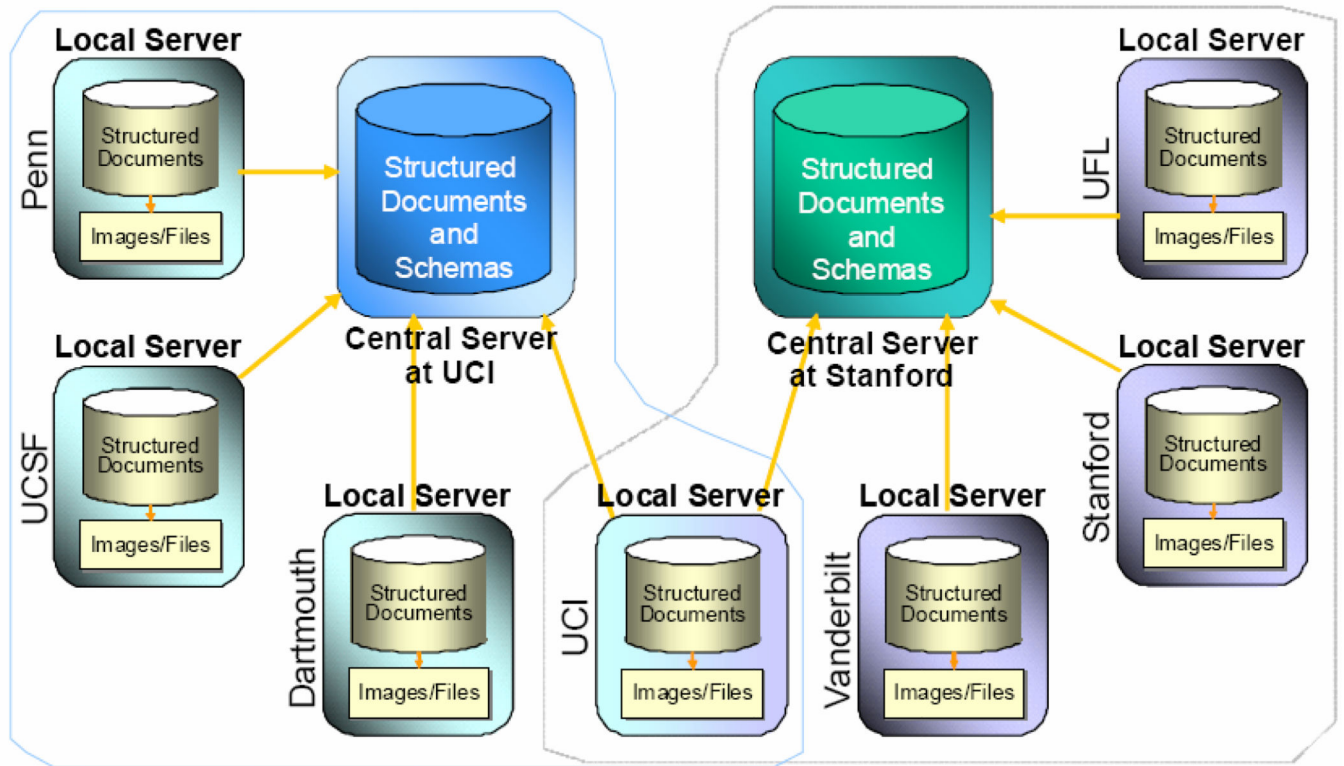 Local Server
Penn
Structured
Documents
Images/Files
Structured
Documents
and
Schemas
Central Server
at UCI
Structured
Documents
and
Schemas
Central Server
at Stanford
Local Server
UFL
Structured
Documents
Images/Files
Local Server
UCSF
Structured
Documents
Images/Files
Local Server
Stanford
Structured
Documents
Images/Files
Local Server
Dartmouth
Structured
Documents
Images/Files
Local Server
UCI
Structured
Documents
Images/Files
Local Server
Vanderbilt
Structured
Documents
Images/Files